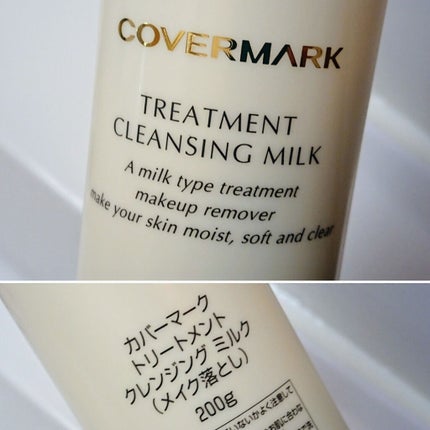 COVERMARK
TREATMENT
CLEANSING MILK
A milk type treatment
makeup remover
make your skin moist, soft and clear
カバーマーク
トリートメント
クレンジング ミルク
(メイク落とし)
200g